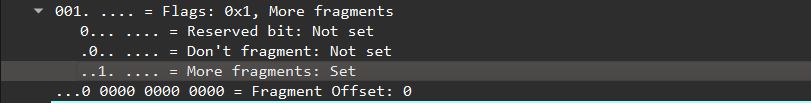 001. .... = Flags: 0x1, More fragments
0... .... = Reserved bit: Not set
.0.. .... = Don't fragment: Not set
..1. .... = More fragments: Set
...0 0000 0000 0000 = Fragment Offset: 0